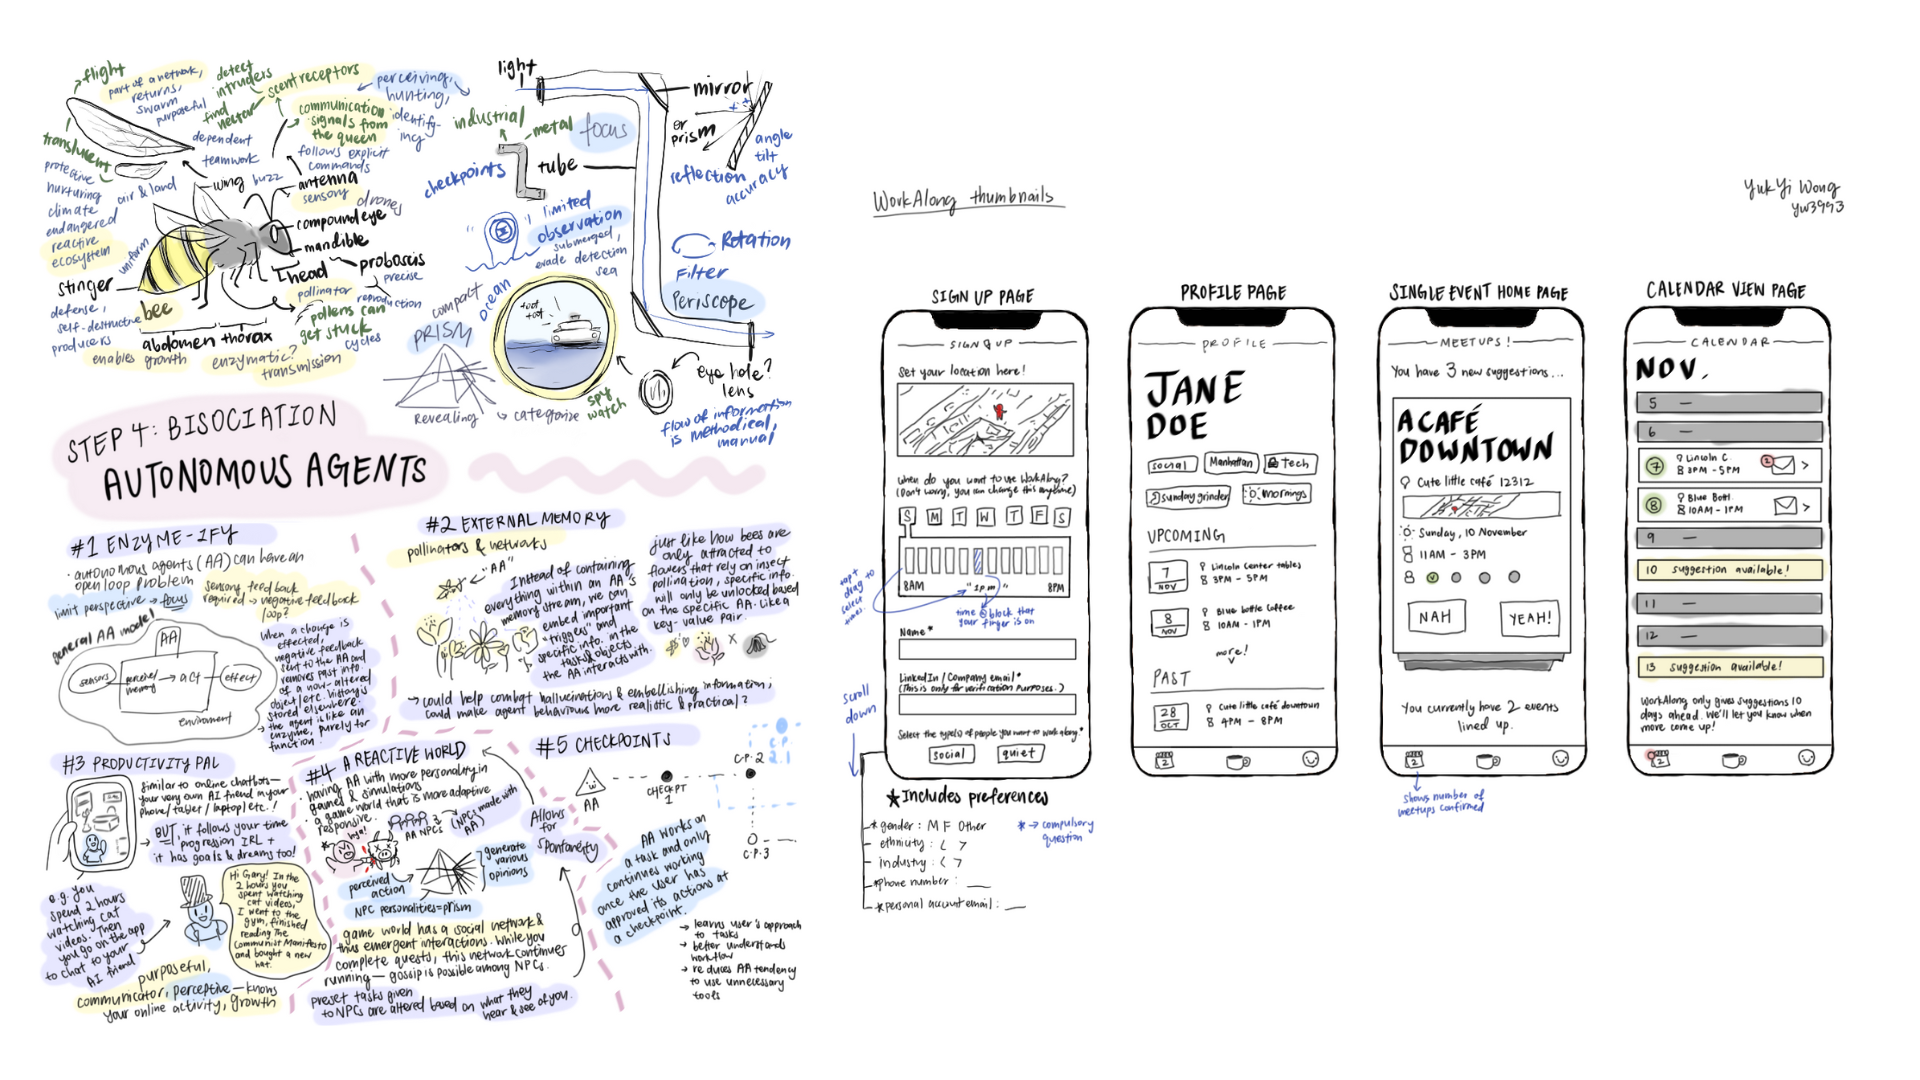 flight
part of a network,
returns,
swarm
purposeful
detect
intruders
find
nectar
scent receptors
communication
signals from
the queen
perceiving,
hunting,
identify-
ing
translucent
dependent
teamwork
follows explicit
commands
protective
nurturing
climate
endangered
reactive
ecosystem
air & land
wing
buzz
antenna
sensory
drones
compound eye
mandible
head
proboscis
precise
pollinator
reproduction
pollens can
get stuck
cycles
uniform
stinger
defense,
self-destructive
producers
bee
abdomen
thorax
enables growth
enzymatic?
transmission
light
mirror
or
prism
angle
tilt
accuracy
reflection
industrial
metal
focus
tube
checkpoints
limited
observation
submerged,
evade detection
sea
Rotation
Filter
Periscope
ocean
compact
PRISM
toot
toot
Revealing
categorize
spy
watch
eye hole?
lens
flow of information
is methodical,
manual
STEP 4: BISOCIATION
AUTONOMOUS AGENTS
#1 ENZYME-IFY
• autonomous agents (AA) can have an
open loop problem
sensory feedback
required → negative feedback
loop?
limit perspective → focus
general AA model
AA
sensors
perceive
memory
→ act
effect
environment
when a change is
effected,
negative feedback
sent to the AA and
removes past info
of a now-altered
object/etc. history is
stored elsewhere.
the agent is like an
enzyme, purely for
function.
#2 EXTERNAL MEMORY
pollinators & networks
"AA"
Instead of containing
everything within an AA's
memory stream, we can
embed important
"triggers" and
specific info. in the
tasks/objects
the AA interacts with.
just like how bees are
only attracted to
flowers that rely on insect
pollination, specific info.
will only be unlocked based
on the specific AA. Like a
key-value pair.
→ could help combat hallucinations & embellishing information;
could make agent behaviours more realistic & practical?
#3 PRODUCTIVITY PAL
similar to online chatbots—
your very own AI friend in your
phone/tablet/laptop/etc.!
BUT, it follows your time
progression IRL +
it has goals & dreams too!
e.g. you
spend 2 hours
watching cat
videos. Then
you go on the app
to chat to your
AI friend
Hi Gary! In the
2 hours you
spent watching
cat videos,
I went to the
gym, finished
reading The
Communist Manifesto
and bought a new
hat.
purposeful,
communicator, perceptive—knows
your online activity, growth
#4 A REACTIVE WORLD
• having AA with more personality in
games & simulations
• a game world that is more adaptive
responsive.
AA NPCs
(NPCs made with
AA)
hiya!
perceived
action
generate
various
opinions
NPC personalities = prism
game world has a social network &
thus emergent interactions. While you
complete quests, this network continues
running — gossip is possible among NPCs.
preset tasks given
to NPCs are altered based on what they
hear & see of you.
Allows
for
spontaneity
#5 CHECKPOINTS
AA
CHECKPT
1
C.P. 2
C.P.
2.1
C.P.3
AA works on
a task and only
continues working
once the user has
approved its actions at
a checkpoint.
→ learns user's approach
to tasks
→ better understands
workflow
→ reduces AA tendency
to use unnecessary
tools
WorkAlong thumbnails
Yuk Yi Wong
yw3993
SIGN UP PAGE
SIGN UP
Set your location here!
When do you want to use WorkAlong?
(Don't worry, you can change this anytime)
S M T W T F S
8AM
"1pm"
8PM
tap +
drag to
select
times.
time block that
your finger is on
Name*
LinkedIn / Company email*
(This is only for verification purposes.)
Select the type(s) of people you want to work along*
social
quiet
scroll
down
★Includes preferences
* gender : M F Other
ethnicity : < >
industry : < >
*phone number : __
*personal account email : __
* → compulsory
question
PROFILE PAGE
PROFILE
JANE
DOE
social
Manhattan
Tech
sunday grinder
mornings
UPCOMING
7
NOV
Lincoln Center tables
3PM - 5PM
8
NOV
Blue bottle Coffee
10AM - 1PM
more!
PAST
28
OCT
Cute little café downtown
4PM - 8PM
2
SINGLE EVENT HOME PAGE
MEETUPS!
You have 3 new suggestions...
A CAFÉ
DOWNTOWN
Cute little café 12312
Sunday, 10 November
11AM - 3PM
NAH
YEAH!
You currently have 2 events
lined up.
2
shows number of
meetups confirmed
CALENDAR VIEW PAGE
CALENDAR
NOV.
5 —
6 —
7
Lincoln C.
3PM - 5PM
8
Blue Bott.
10AM - 1PM
9 —
10 suggestion available!
11 —
12 —
13 suggestion available!
WorkAlong only gives suggestions 10
days ahead. We'll let you know when
more come up!
2